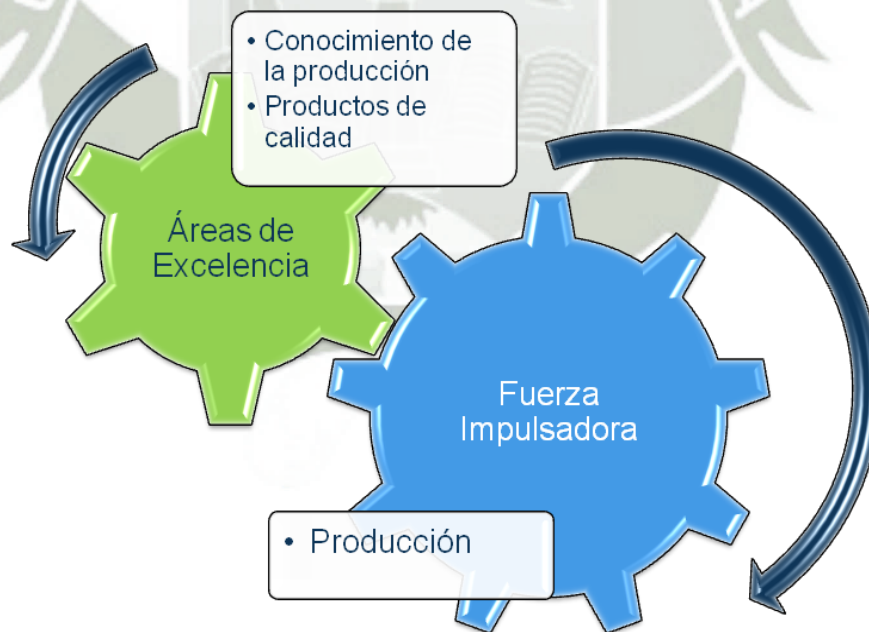 • Conocimiento de
la producción
• Productos de
calidad
Áreas de
Excelencia
Fuerza
Impulsadora
• Producción